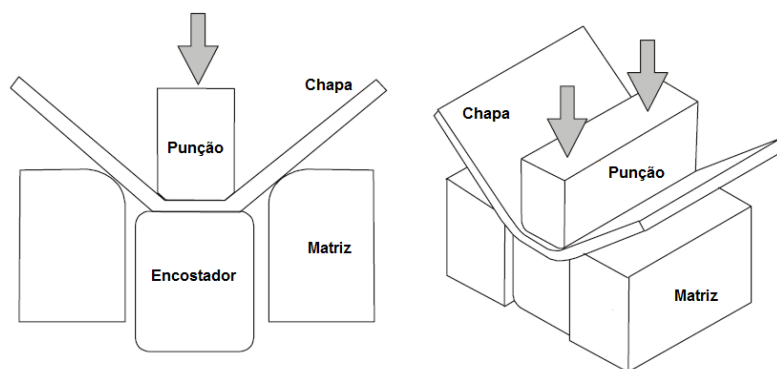 Chapa
Punção
Encostador
Matriz
Chapa
Punção
Matriz